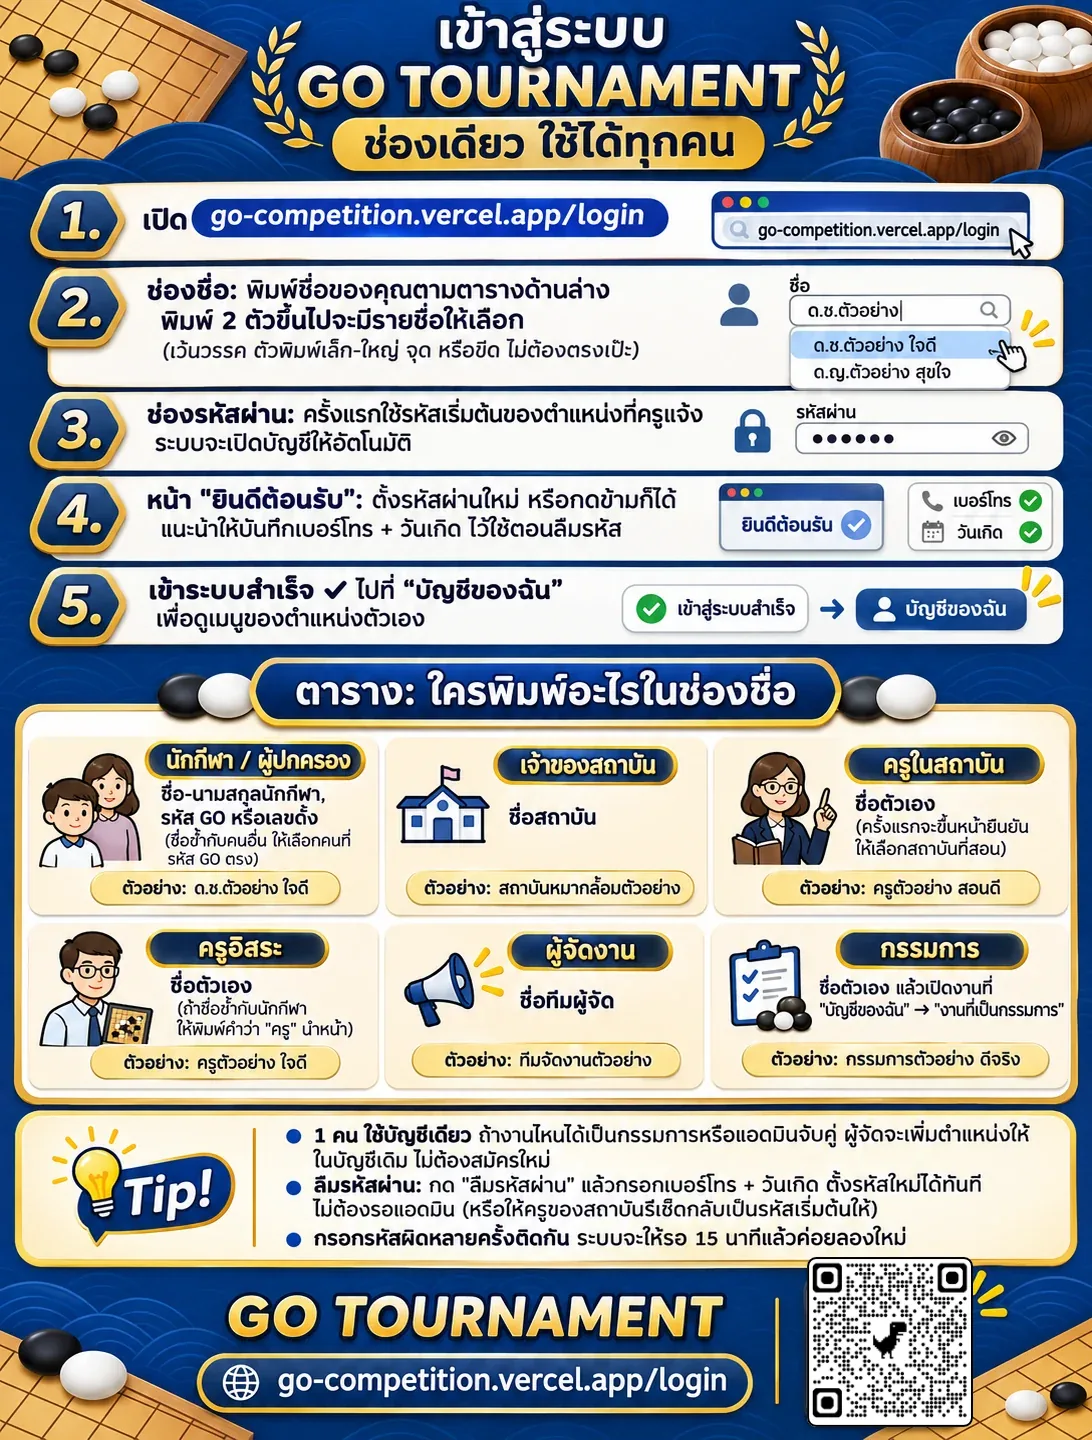 เข้าสู่ระบบ
GO TOURNAMENT
ช่องเดียว ใช้ได้ทุกคน
1.
เปิด go-competition.vercel.app/login
go-competition.vercel.app/login
2.
ช่องชื่อ: พิมพ์ชื่อของคุณตามตารางด้านล่าง
พิมพ์ 2 ตัวขึ้นไปจะมีรายชื่อให้เลือก
(เว้นวรรค ตัวพิมพ์เล็ก-ใหญ่ จุด หรือขีด ไม่ต้องตรงเป๊ะ)
ชื่อ
ด.ช.ตัวอย่าง
ด.ช.ตัวอย่าง ใจดี
ด.ญ.ตัวอย่าง สุขใจ
3.
ช่องรหัสผ่าน: ครั้งแรกใช้รหัสเริ่มต้นของตำแหน่งที่ครูแจ้ง
ระบบจะเปิดบัญชีให้อัตโนมัติ
รหัสผ่าน
4.
หน้า "ยินดีต้อนรับ": ตั้งรหัสผ่านใหม่ หรือกดข้ามก็ได้
แนะนำให้บันทึกเบอร์โทร + วันเกิด ไว้ใช้ตอนลืมรหัส
ยินดีต้อนรับ
เบอร์โทร
วันเกิด
5.
เข้าระบบสำเร็จ ✓ ไปที่ “บัญชีของฉัน”
เพื่อดูเมนูของตำแหน่งตัวเอง
เข้าสู่ระบบสำเร็จ → บัญชีของฉัน
ตาราง: ใครพิมพ์อะไรในช่องชื่อ
นักกีฬา / ผู้ปกครอง
ชื่อ-นามสกุลนักกีฬา,
รหัส GO หรือเลขดั้ง
(ชื่อซ้ำกับคนอื่น ให้เลือกคนที่
รหัส GO ตรง)
ตัวอย่าง: ด.ช.ตัวอย่าง ใจดี
เจ้าของสถาบัน
ชื่อสถาบัน
ตัวอย่าง: สถาบันหมากล้อมตัวอย่าง
ครูในสถาบัน
ชื่อตัวเอง
(ครั้งแรกจะขึ้นหน้ายืนยัน
ให้เลือกสถาบันที่สอน)
ตัวอย่าง: ครูตัวอย่าง สอนดี
ครูอิสระ
ชื่อตัวเอง
(ถ้าชื่อซ้ำกับนักกีฬา
ให้พิมพ์คำว่า "ครู" นำหน้า)
ตัวอย่าง: ครูตัวอย่าง ใจดี
ผู้จัดงาน
ชื่อทีมผู้จัด
ตัวอย่าง: ทีมจัดงานตัวอย่าง
กรรมการ
ชื่อตัวเอง แล้วเปิดงานที่
"บัญชีของฉัน" → "งานที่เป็นกรรมการ"
ตัวอย่าง: กรรมการตัวอย่าง ดีจริง
Tip!
1 คน ใช้บัญชีเดียว ถ้างานไหนได้เป็นกรรมการหรือแอดมินจับคู่ ผู้จัดจะเพิ่มตำแหน่งให้
ในบัญชีเดิม ไม่ต้องสมัครใหม่
ลืมรหัสผ่าน: กด "ลืมรหัสผ่าน" แล้วกรอกเบอร์โทร + วันเกิด ตั้งรหัสใหม่ได้ทันที
ไม่ต้องรอแอดมิน (หรือให้ครูของสถาบันรีเซ็ตกลับเป็นรหัสเริ่มต้นให้)
กรอกรหัสผิดหลายครั้งติดกัน ระบบจะให้รอ 15 นาทีแล้วค่อยลองใหม่
GO TOURNAMENT
go-competition.vercel.app/login